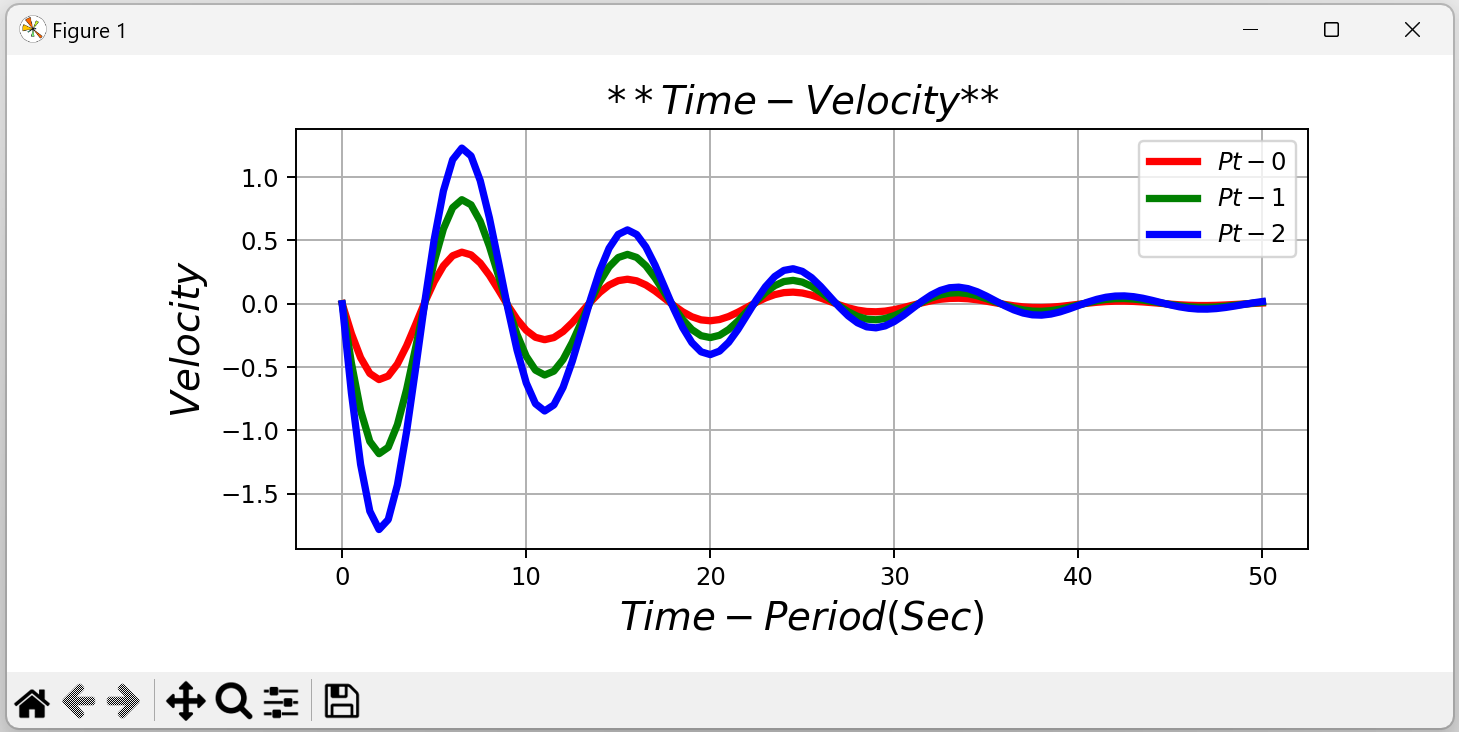 Figure 1
**Time − Velocity**
Pt − 0
Pt − 1
Pt − 2
1.0
0.5
0.0
−0.5
−1.0
−1.5
Velocity
0 10 20 30 40 50
Time − Period(Sec)